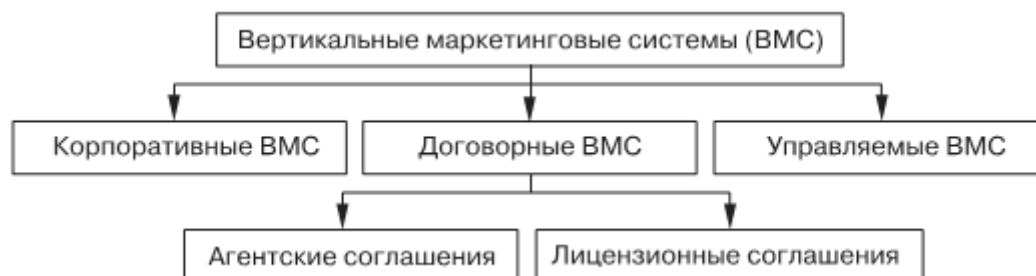 Вертикальные маркетинговые системы (ВМС)
Корпоративные ВМС
Договорные ВМС
Управляемые ВМС
Агентские соглашения
Лицензионные соглашения